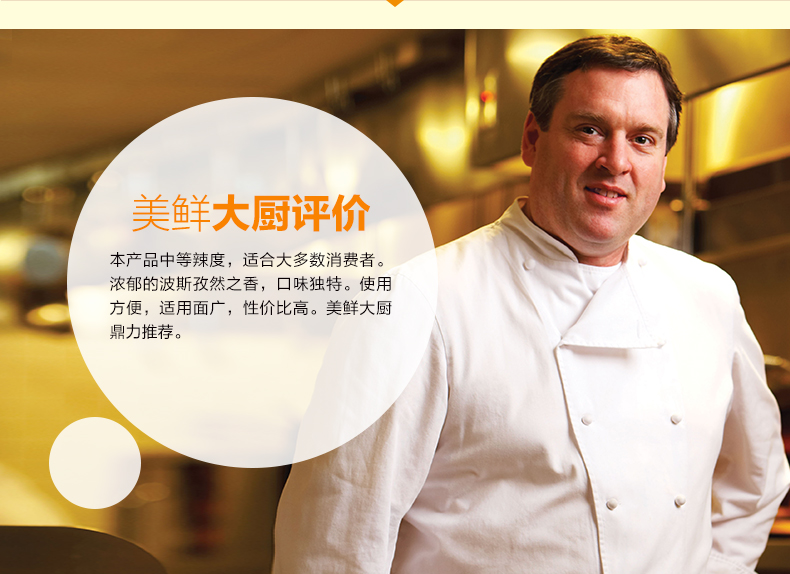 美鲜大厨评价
本产品中等辣度，适合大多数消费者。
浓郁的波斯孜然之香，口味独特。使用
方便，适用面广，性价比高。美鲜大厨
鼎力推荐。